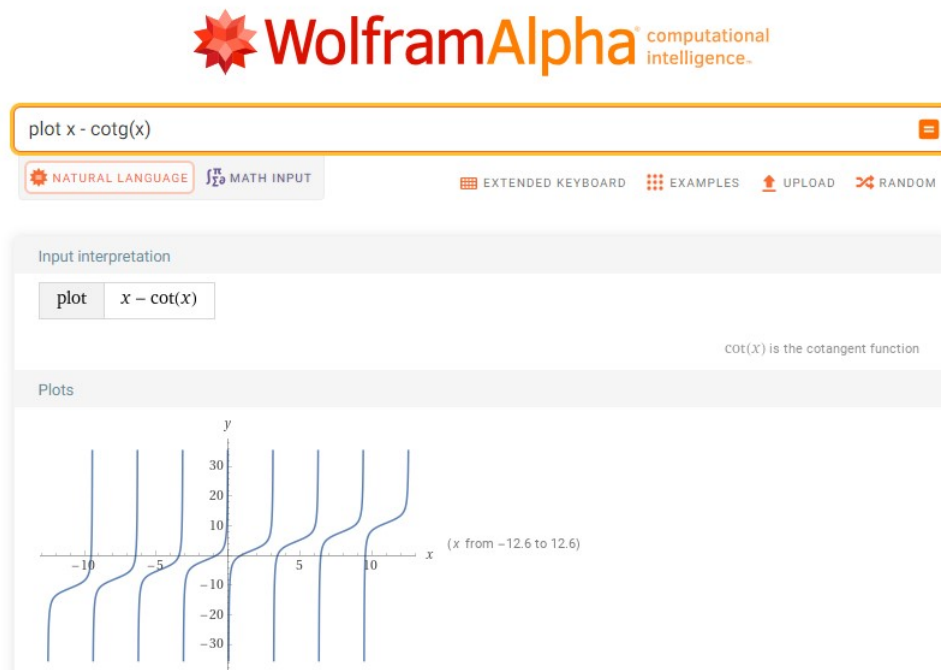 WolframAlpha computational intelligence™
plot x - cotg(x)
NATURAL LANGUAGE
∫Σ∂π MATH INPUT
EXTENDED KEYBOARD
EXAMPLES
UPLOAD
RANDOM
Input interpretation
plot x – cot(x)
cot(x) is the cotangent function
Plots
y
30
20
10
-10 -5 5 10 x
(x from –12.6 to 12.6)
-10
-20
-30